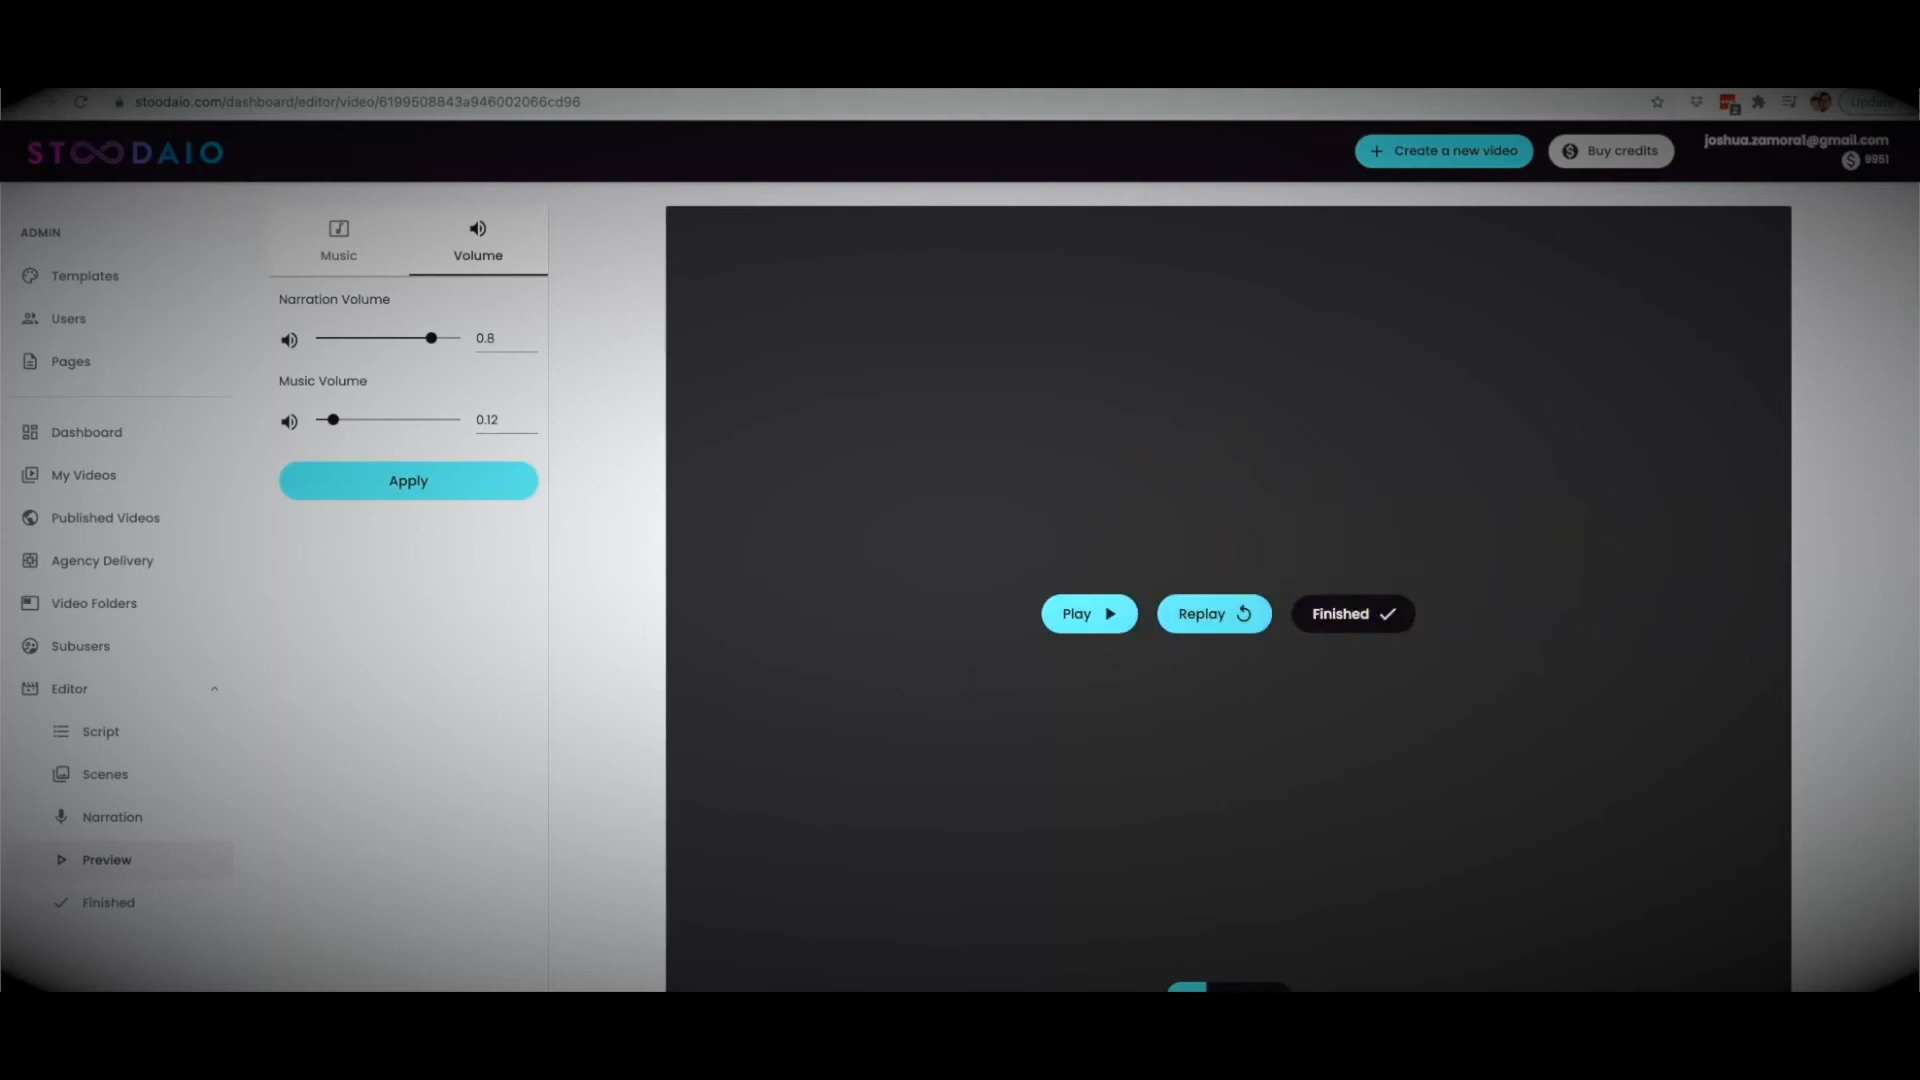 stoodaio.com/dashboard/editor/video/6199508843a946002066cd96
Update
STOODAIO
Create a new video
Buy credits
joshua.zamora1@gmail.com
9951
ADMIN
Templates
Users
Pages
Dashboard
My Videos
Published Videos
Agency Delivery
Video Folders
Subusers
Editor
Script
Scenes
Narration
Preview
Finished
Music
Volume
Narration Volume
0.8
Music Volume
0.12
Apply
Play
Replay
Finished